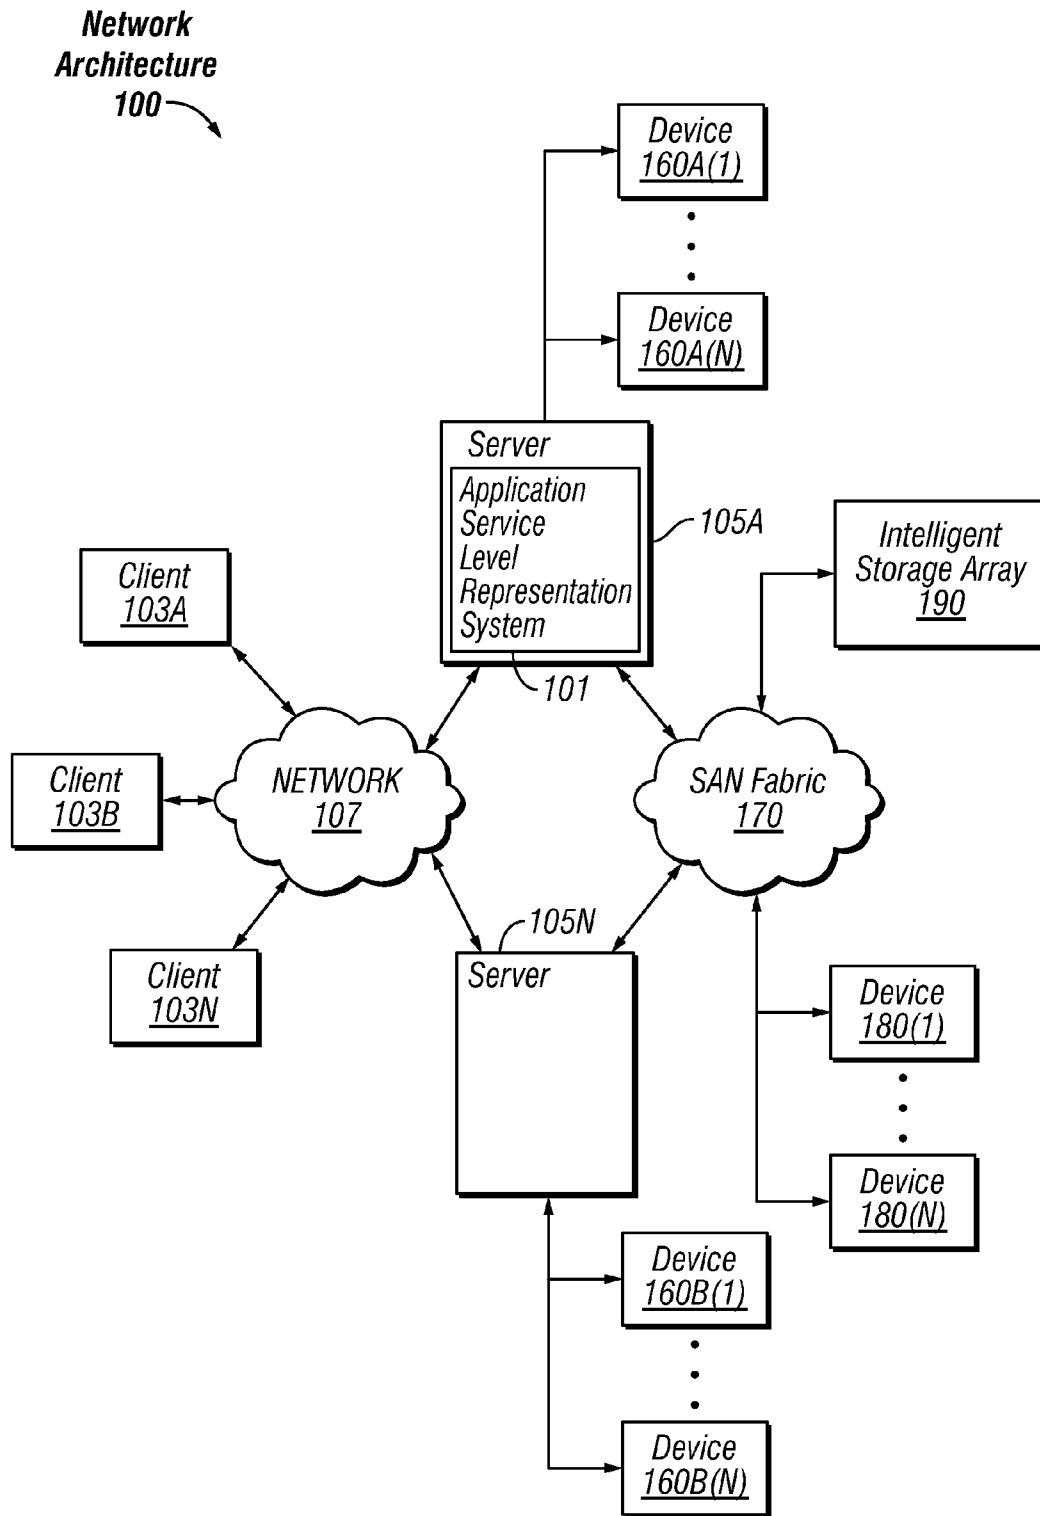 Network
Architecture
100
Device
160A(1)
Device
160A(N)
Server
Application
Service
Level
Representation
System
105A
101
Intelligent
Storage Array
190
Client
103A
Client
103B
Client
103N
NETWORK
107
SAN Fabric
170
105N
Server
Device
180(1)
Device
180(N)
Device
160B(1)
Device
160B(N)